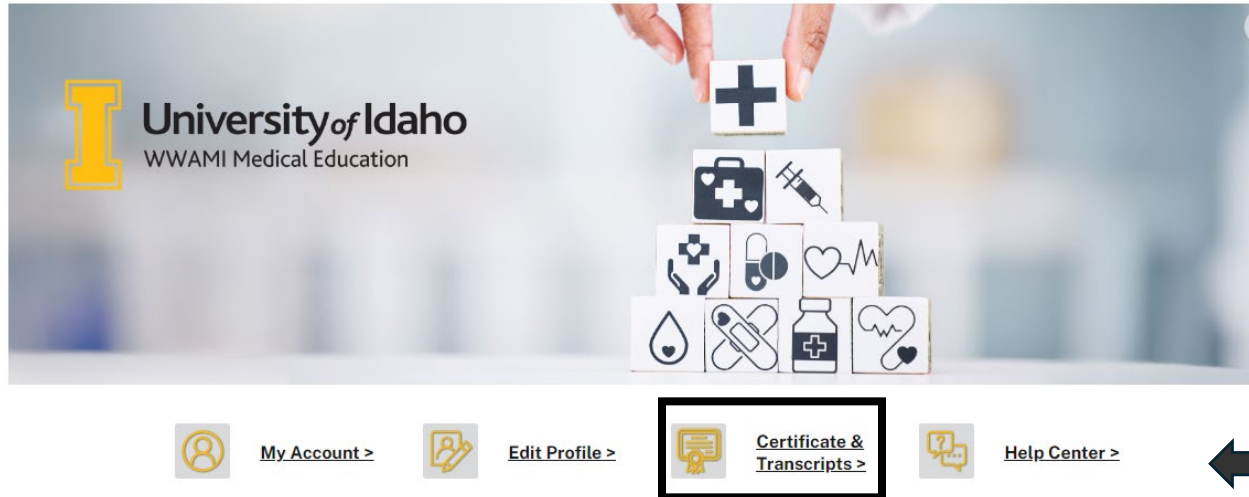 University of Idaho
WWAMI Medical Education
My Account >
Edit Profile >
Certificate &
Transcripts >
Help Center >